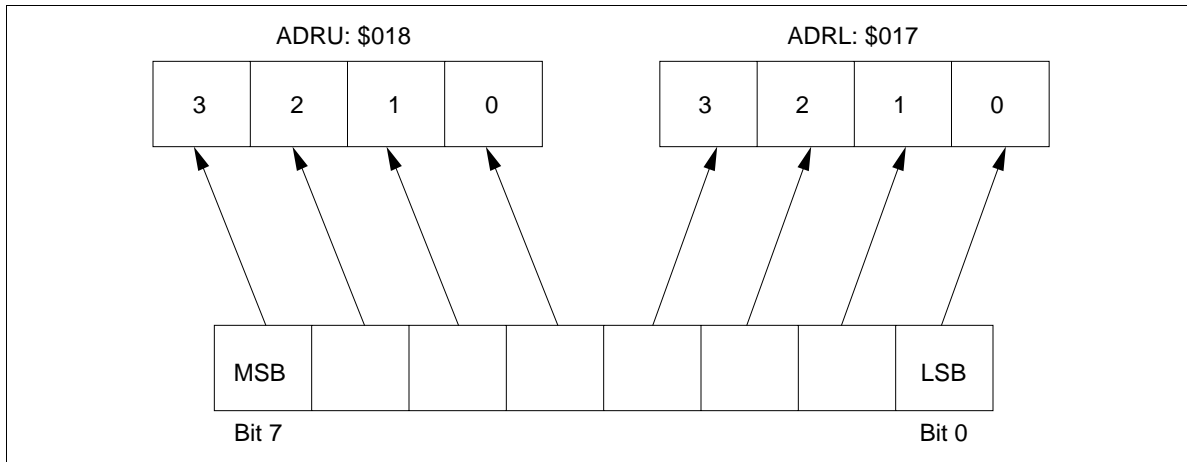 ADRU: $018 ADRL: $017
3 2 1 0 3 2 1 0
MSB LSB
Bit 7 Bit 0